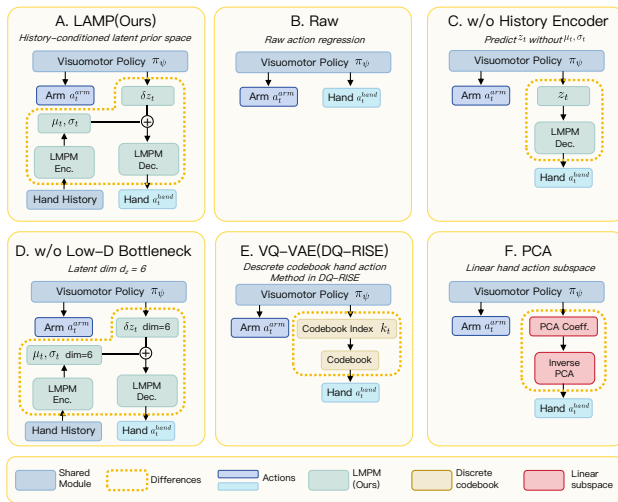 A. LAMP(Ours)
History-conditioned latent prior space
Visuomotor Policy π_ψ
Arm a_t^{arm}
δz_t
μ_t, σ_t
LMPM Enc.
LMPM Dec.
Hand History
Hand a_t^{hand}
B. Raw
Raw action regression
Visuomotor Policy π_ψ
Arm a_t^{arm}
Hand a_t^{hand}
C. w/o History Encoder
Predict z_t without μ_t, σ_t
Visuomotor Policy π_ψ
Arm a_t^{arm}
z_t
LMPM
Dec.
Hand a_t^{hand}
D. w/o Low-D Bottleneck
Latent dim d_z = 6
Visuomotor Policy π_ψ
Arm a_t^{arm}
δz_t dim=6
μ_t, σ_t dim=6
LMPM Enc.
LMPM Dec.
Hand History
Hand a_t^{hand}
E. VQ-VAE(DQ-RISE)
Descrete codebook hand action
Method in DQ-RISE
Visuomotor Policy π_ψ
Arm a_t^{arm}
Codebook Index k_t
Codebook
Hand a_t^{hand}
F. PCA
Linear hand action subspace
Visuomotor Policy π_ψ
Arm a_t^{arm}
PCA Coeff.
Inverse
PCA
Hand a_t^{hand}
Shared
Module
Differences
Actions
LMPM
(Ours)
Discrete
codebook
Linear
subspace